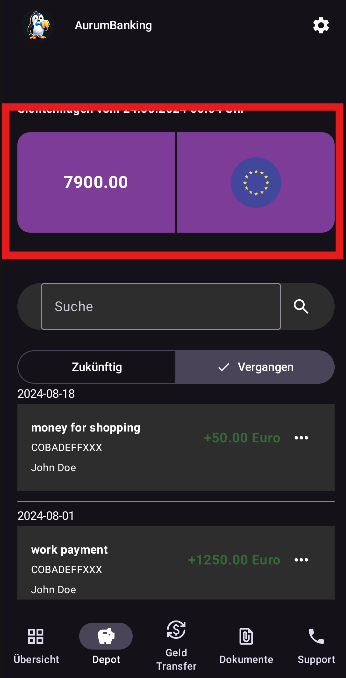 AurumBanking
7900.00
Suche
Zukünftig
Vergangen
2024-08-18
money for shopping
+50.00 Euro
COBADEFFXXX
John Doe
2024-08-01
work payment
+1250.00 Euro
COBADEFFXXX
John Doe
Übersicht
Depot
Geld
Transfer
Dokumente
Support